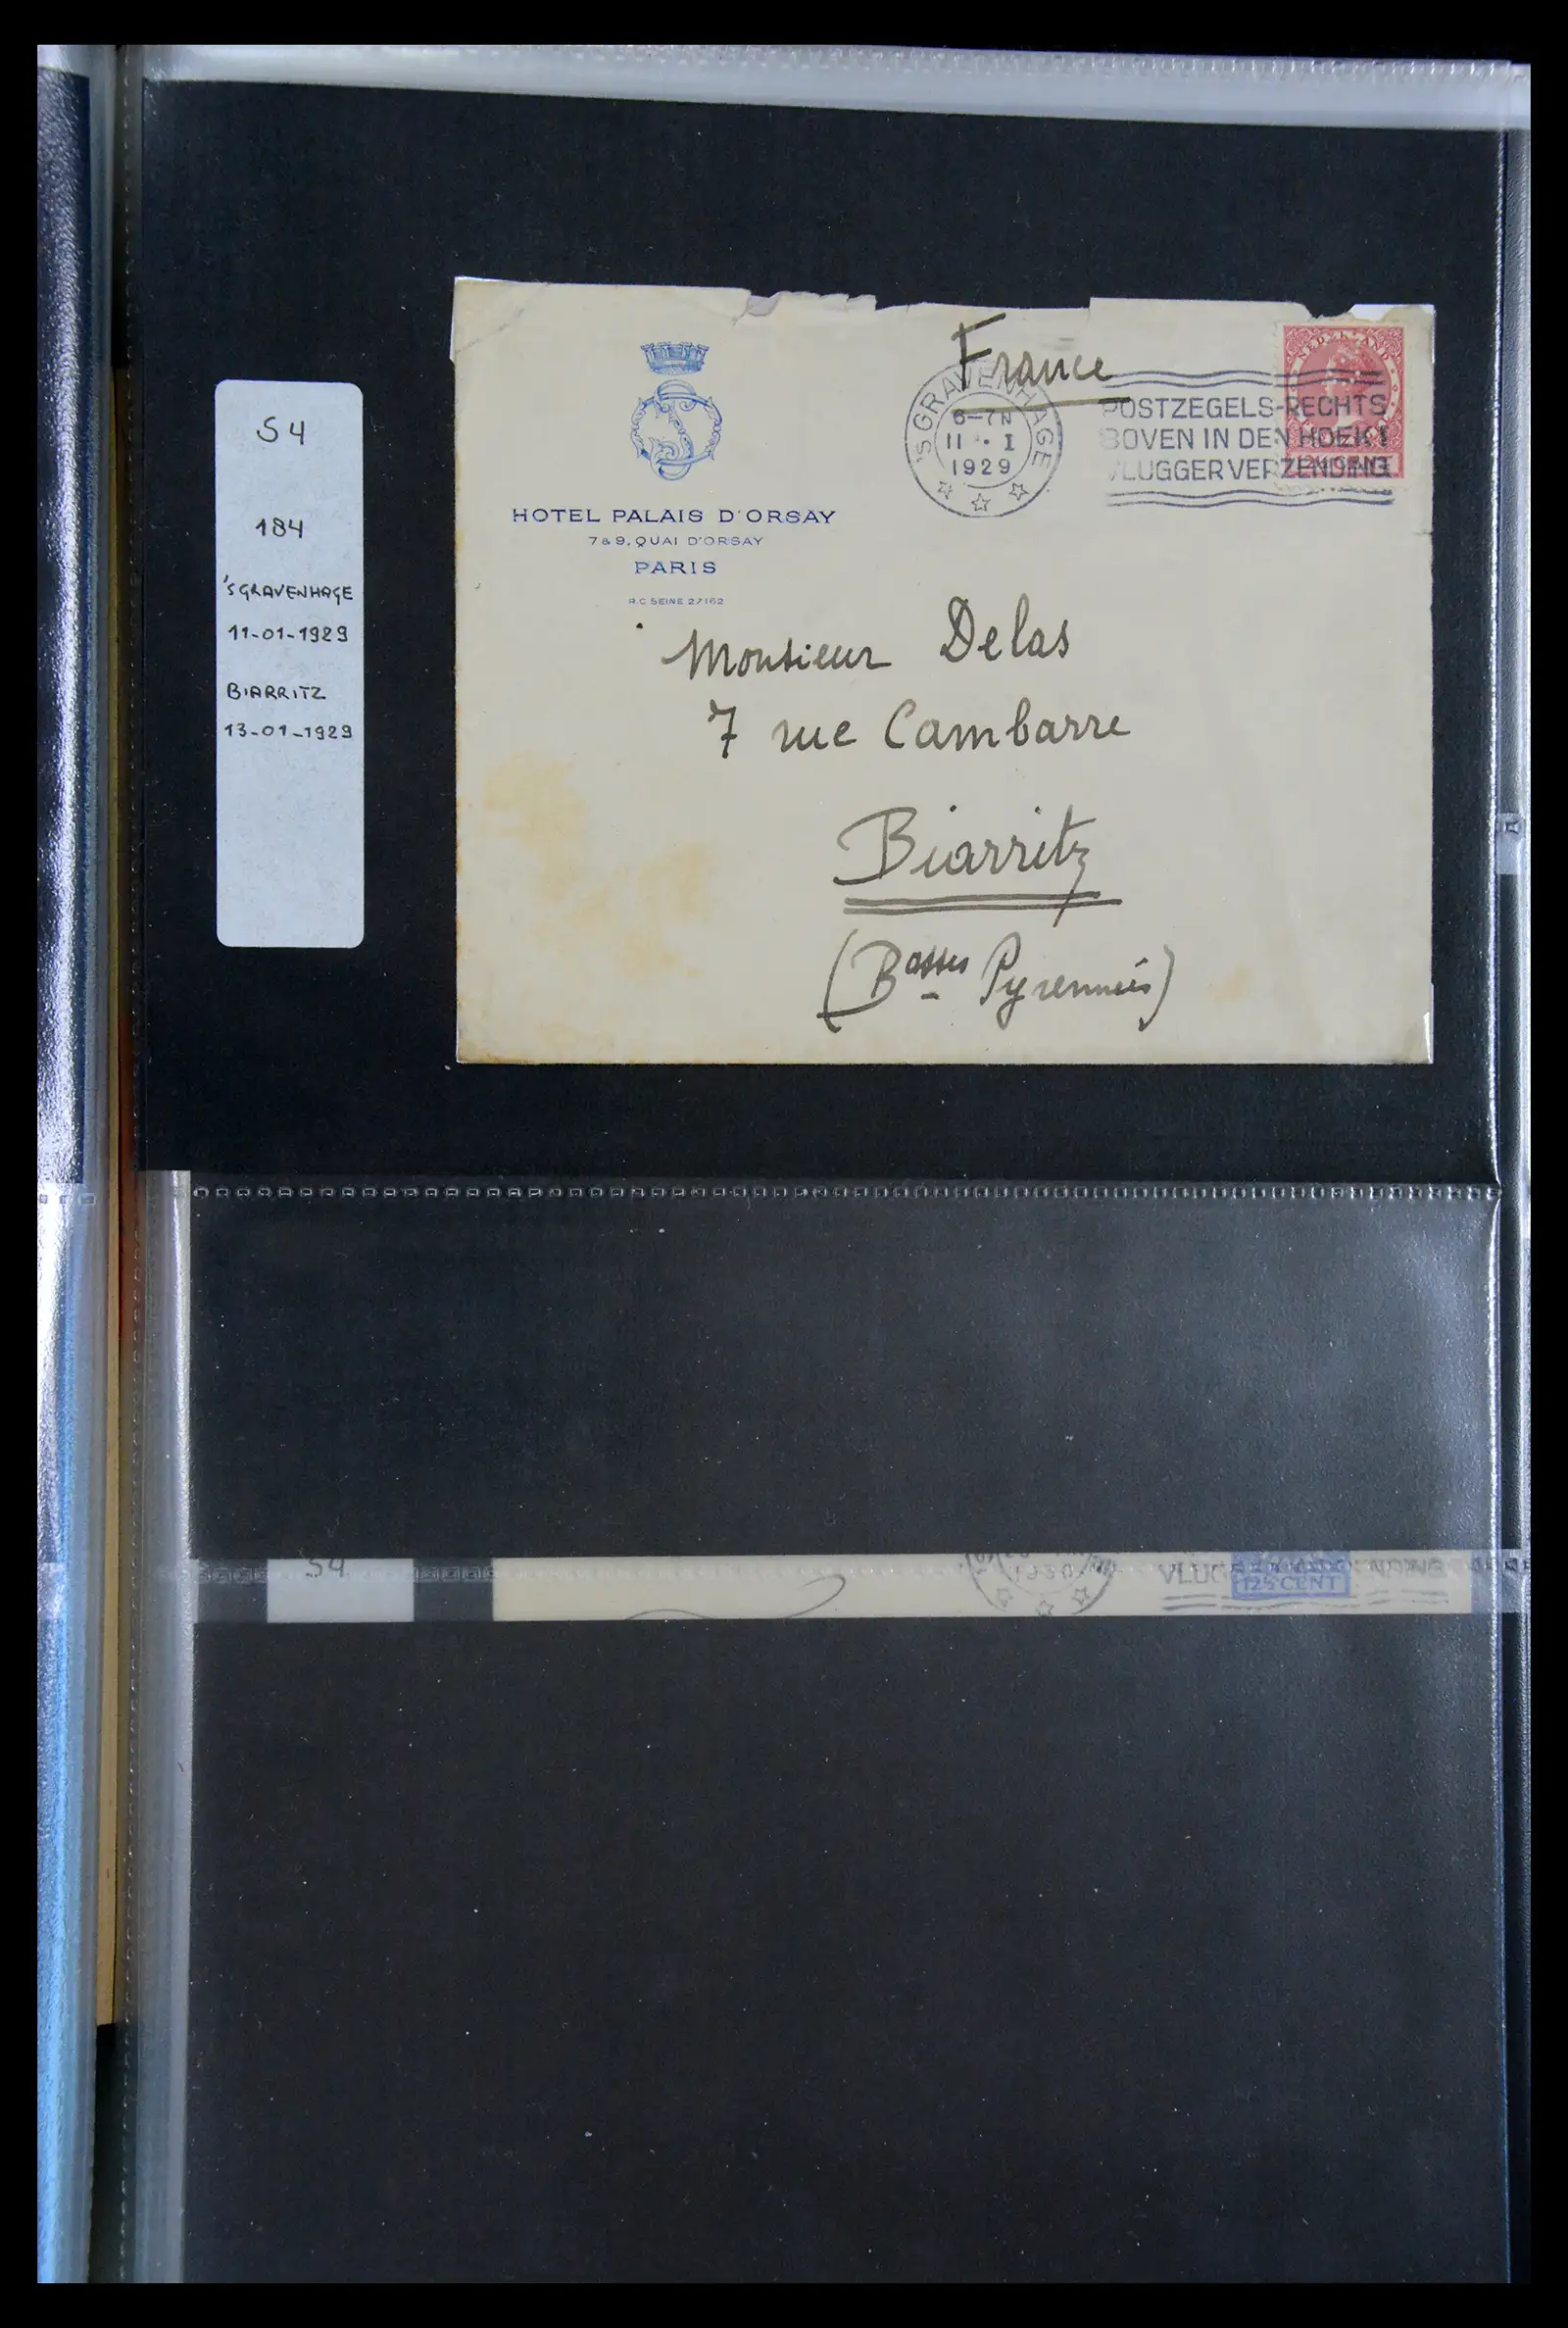 S4
184
'SGRAVENHAGE
11-01-1929
BIARRITZ
13-01-1929
France
'S GRAVENHAGE
6-7N
11 · I
1929
POSTZEGELS-RECHTS
BOVEN IN DEN HOEK!
VLUGGER VERZENDING
NEDERLAND
HOTEL PALAIS D'ORSAY
7 & 9, QUAI D'ORSAY
PARIS
R.C. SEINE 27162
Monsieur Delas
7 rue Cambarre
Biarritz
(Basses Pyrennées)
S4
12½ CENT